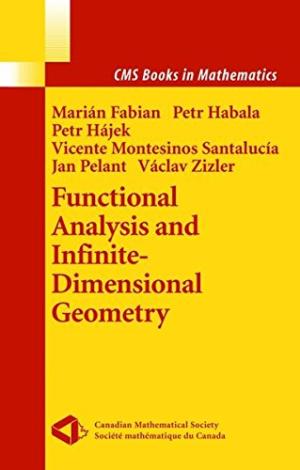 CMS Books in Mathematics
Marián Fabian Petr Habala
Petr Hájek
Vicente Montesinos Santalucía
Jan Pelant Václav Zizler
Functional
Analysis and
Infinite-
Dimensional
Geometry
Canadian Mathematical Society
Société mathématique du Canada